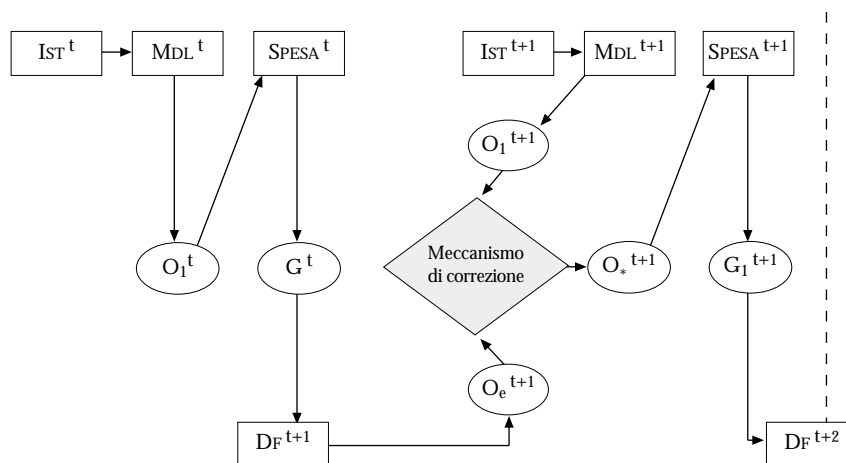 IST t
MDL t
SPESA t
IST t+1
MDL t+1
SPESA t+1
O1 t+1
O1 t
G t
Meccanismo
di correzione
O* t+1
G1 t+1
Oe t+1
DF t+1
DF t+2